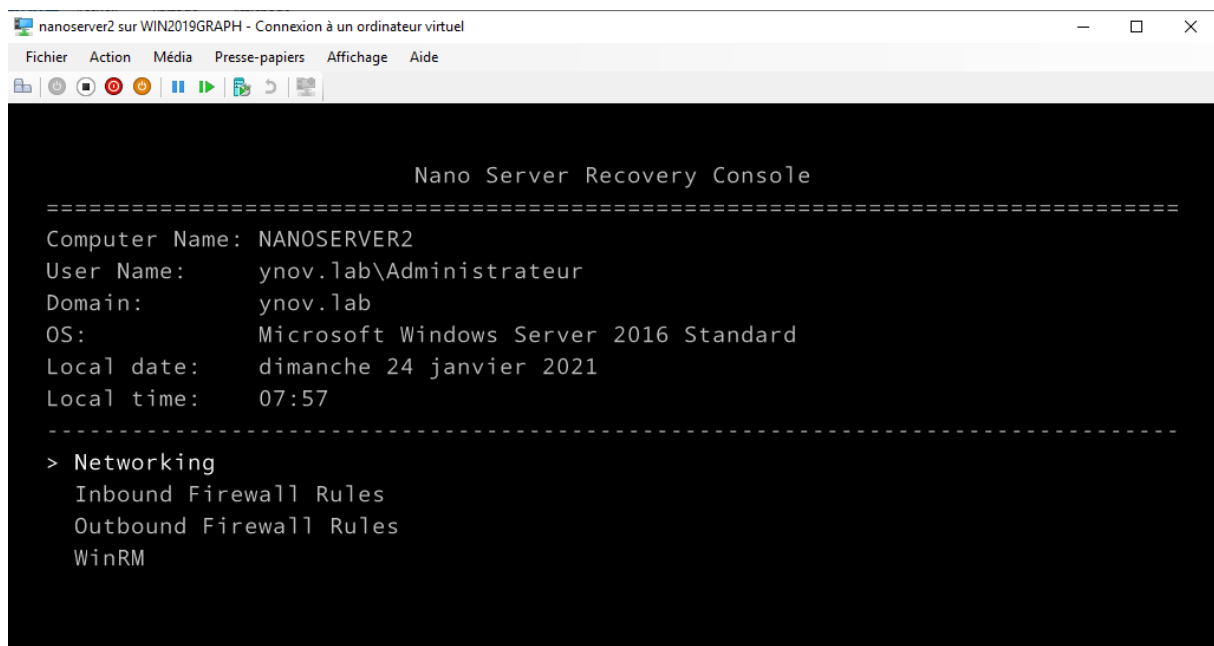 nanoserver2 sur WIN2019GRAPH - Connexion à un ordinateur virtuel
Fichier Action Média Presse-papiers Affichage Aide
Nano Server Recovery Console
================================================================================
Computer Name: NANOSERVER2
User Name: ynov.lab\Administrateur
Domain: ynov.lab
OS: Microsoft Windows Server 2016 Standard
Local date: dimanche 24 janvier 2021
Local time: 07:57
--------------------------------------------------------------------------------
> Networking
Inbound Firewall Rules
Outbound Firewall Rules
WinRM